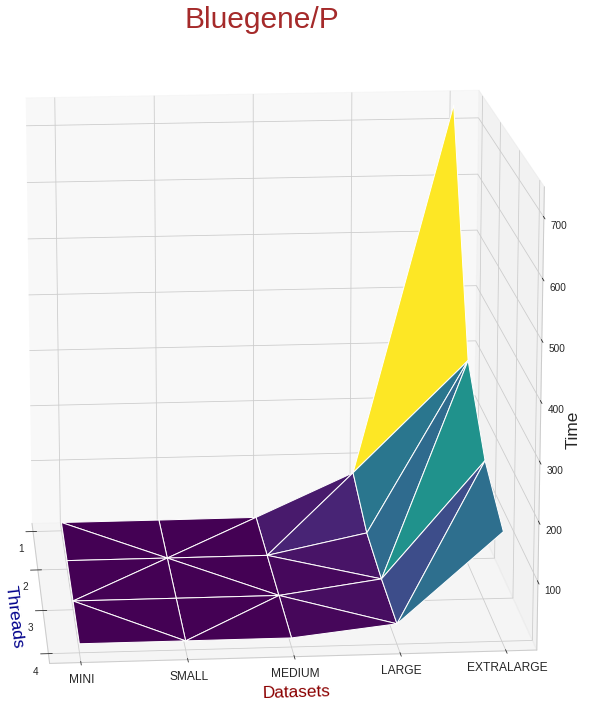 Bluegene/P
700
600
500
400
300
200
100
Time
1
2
3
4
Threads
MINI
SMALL
MEDIUM
LARGE
EXTRALARGE
Datasets